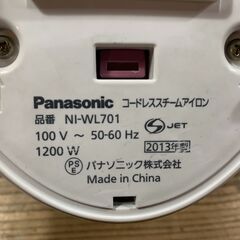 Panasonic コードレススチームアイロン
品番 NI-WL701
100 V ~ 50-60 Hz
S JET
1200 W
2013年製
PS E パナソニック株式会社
Made in China